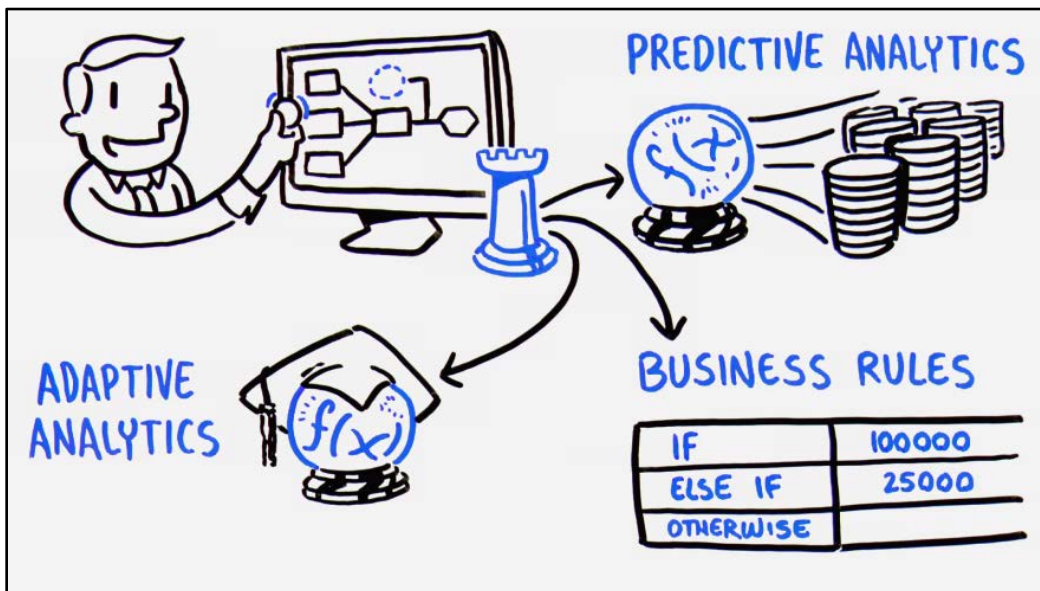 PREDICTIVE ANALYTICS
f(x
ADAPTIVE
ANALYTICS
f(x)
BUSINESS RULES
IF 100000
ELSE IF 25000
OTHERWISE